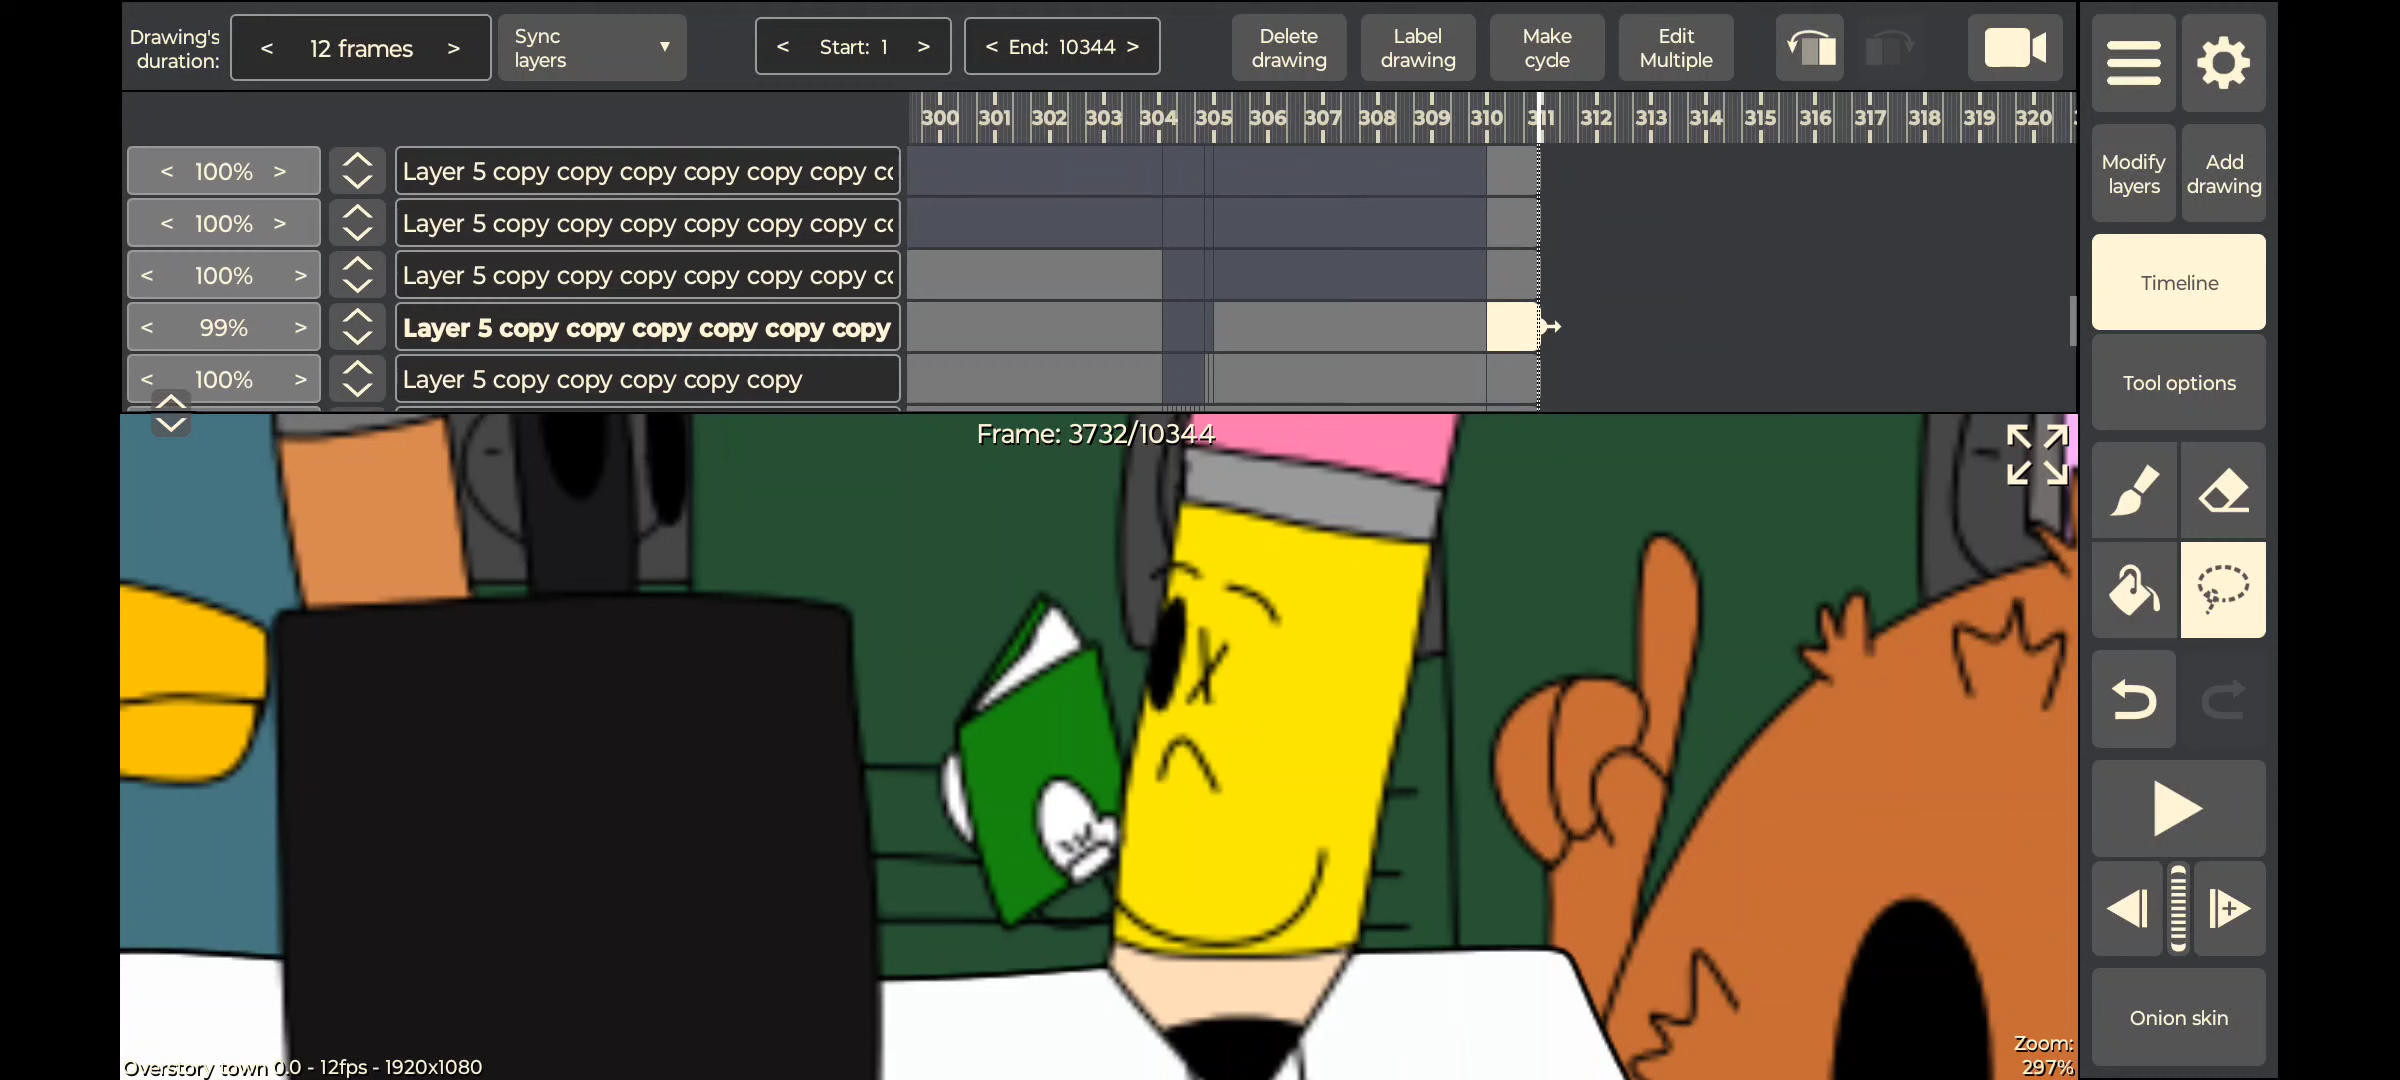 Drawing's
duration:
< 12 frames >
Sync
layers
< Start: 1 >
< End: 10344 >
Delete
drawing
Label
drawing
Make
cycle
Edit
Multiple
300 301 302 303 304 305 306 307 308 309 310 311 312 313 314 315 316 317 318 319 320
< 100% >
Layer 5 copy copy copy copy copy copy co
< 100% >
Layer 5 copy copy copy copy copy copy co
< 100% >
Layer 5 copy copy copy copy copy copy co
< 99% >
Layer 5 copy copy copy copy copy copy
< 100% >
Layer 5 copy copy copy copy copy
Modify
layers
Add
drawing
Timeline
Tool options
Frame: 3732/10344
Onion skin
Zoom:
297%
Overstory town 0.0 - 12fps - 1920x1080